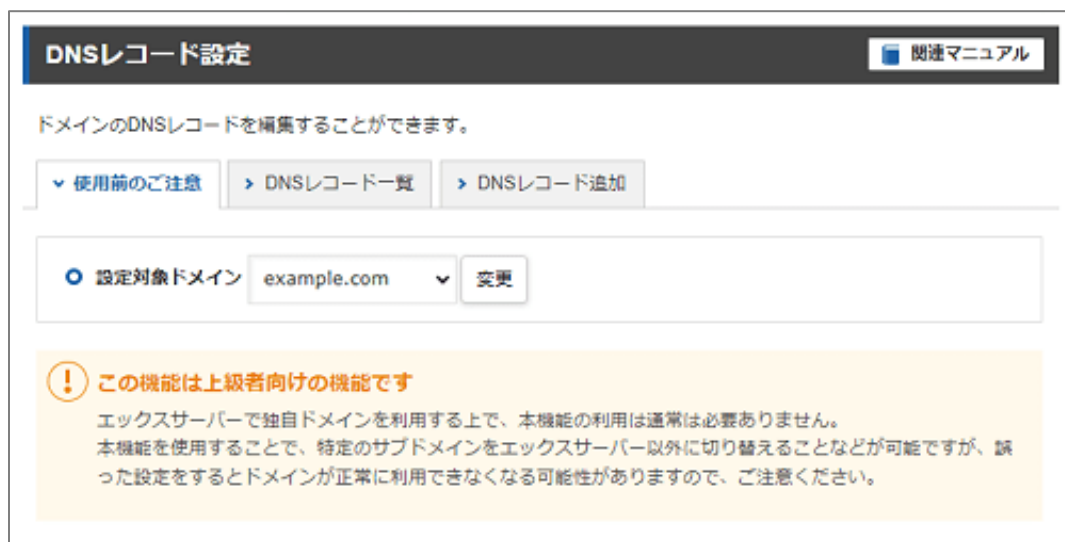 DNSレコード設定
関連マニュアル
ドメインのDNSレコードを編集することができます。
使用前のご注意
DNSレコード一覧
DNSレコード追加
設定対象ドメイン
example.com
変更
この機能は上級者向けの機能です
エックスサーバーで独自ドメインを利用する上で、本機能の利用は通常は必要ありません。
本機能を使用することで、特定のサブドメインをエックスサーバー以外に切り替えることなどが可能ですが、誤
った設定をするとドメインが正常に利用できなくなる可能性がありますので、ご注意ください。